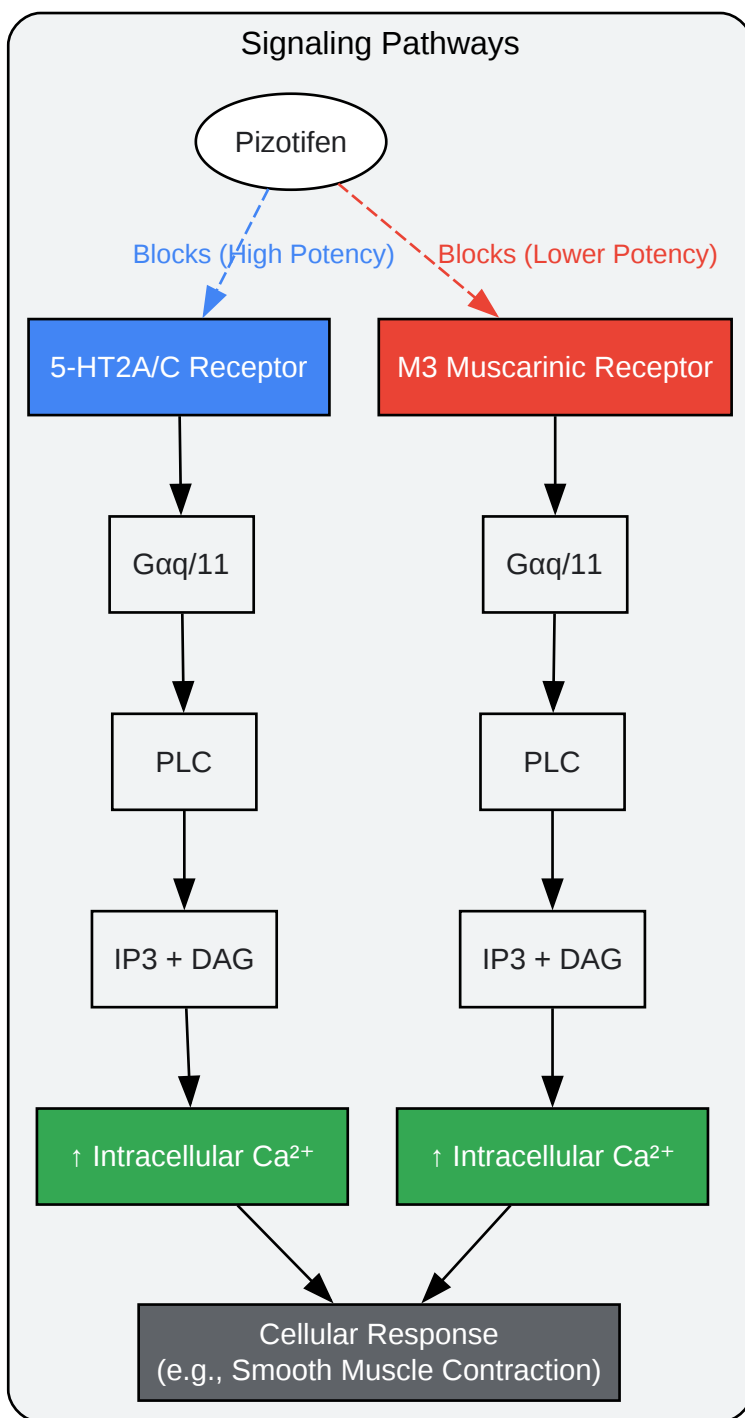 Signaling Pathways
Pizotifen
Blocks (High Potency)
Blocks (Lower Potency)
5-HT2A/C Receptor
M3 Muscarinic Receptor
Gαq/11
Gαq/11
PLC
PLC
IP3 + DAG
IP3 + DAG
↑ Intracellular Ca²⁺
↑ Intracellular Ca²⁺
Cellular Response
(e.g., Smooth Muscle Contraction)